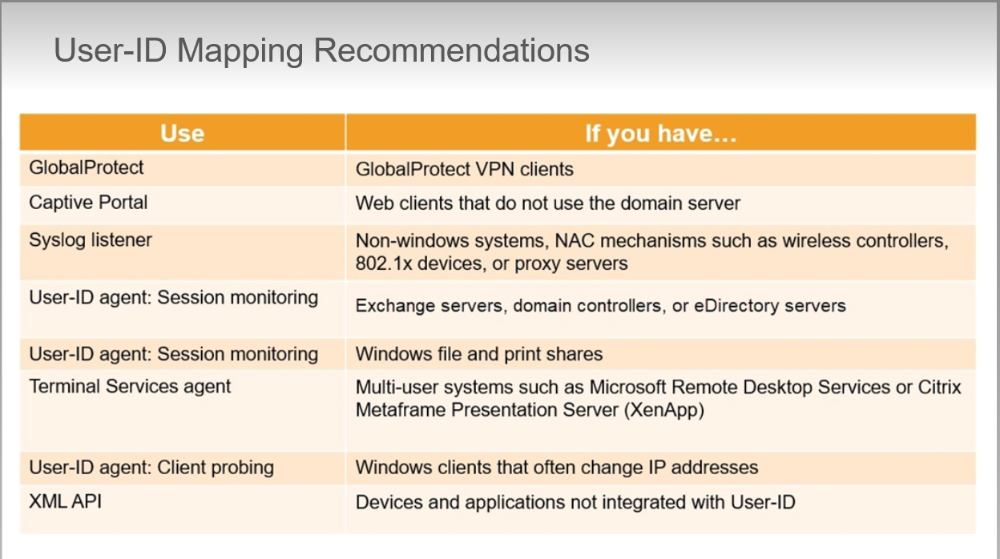 User-ID Mapping Recommendations
Use
If you have…
GlobalProtect
GlobalProtect VPN clients
Captive Portal
Web clients that do not use the domain server
Syslog listener
Non-windows systems, NAC mechanisms such as wireless controllers,
802.1x devices, or proxy servers
User-ID agent: Session monitoring
Exchange servers, domain controllers, or eDirectory servers
User-ID agent: Session monitoring
Windows file and print shares
Terminal Services agent
Multi-user systems such as Microsoft Remote Desktop Services or Citrix
Metaframe Presentation Server (XenApp)
User-ID agent: Client probing
Windows clients that often change IP addresses
XML API
Devices and applications not integrated with User-ID